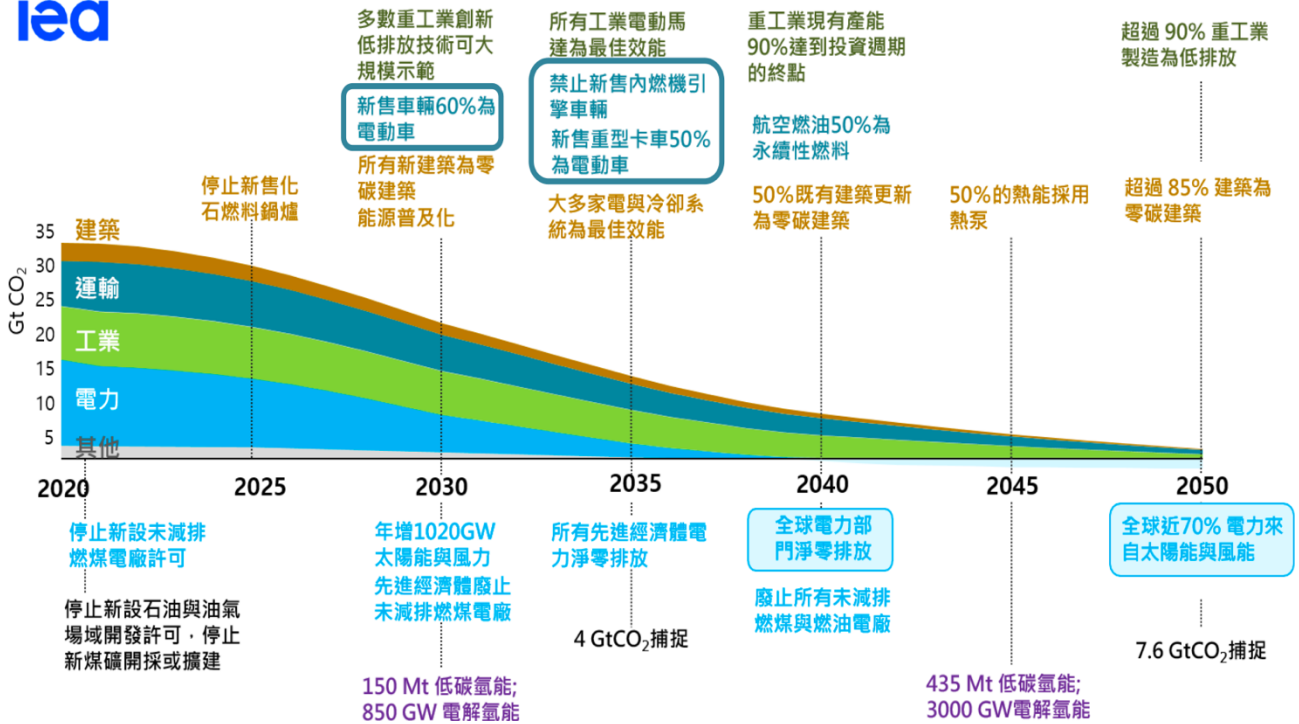 iea
多數重工業創新
低排放技術可大
規模示範
新售車輛60%為
電動車
所有新建築為零
碳建築
能源普及化
所有工業電動馬
達為最佳效能
禁止新售內燃機引
擎車輛
新售重型卡車50%
為電動車
大多家電與冷卻系
統為最佳效能
重工業現有產能
90%達到投資週期
的終點
航空燃油50%為
永續性燃料
50%既有建築更新
為零碳建築
50%的熱能採用
熱泵
超過 90% 重工業
製造為低排放
超過 85% 建築為
零碳建築
停止新售化
石燃料鍋爐
Gt CO₂
35
30
25
20
15
10
5
建築
運輸
工業
電力
其他
2020
2025
2030
2035
2040
2045
2050
停止新設未減排
燃煤電廠許可
停止新設石油與油氣
場域開發許可，停止
新煤礦開採或擴建
年增1020GW
太陽能與風力
先進經濟體廢止
未減排燃煤電廠
150 Mt 低碳氫能;
850 GW 電解氫能
所有先進經濟體電
力淨零排放
4 GtCO₂捕捉
全球電力部
門淨零排放
廢止所有未減排
燃煤與燃油電廠
435 Mt 低碳氫能;
3000 GW電解氫能
全球近70% 電力來
自太陽能與風能
7.6 GtCO₂捕捉